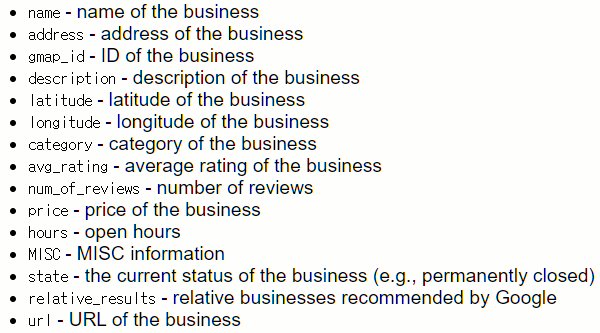 name - name of the business
address - address of the business
gmap_id - ID of the business
description - description of the business
latitude - latitude of the business
longitude - longitude of the business
category - category of the business
avg_rating - average rating of the business
num_of_reviews - number of reviews
price - price of the business
hours - open hours
MISC - MISC information
state - the current status of the business (e.g., permanently closed)
relative_results - relative businesses recommended by Google
url - URL of the business